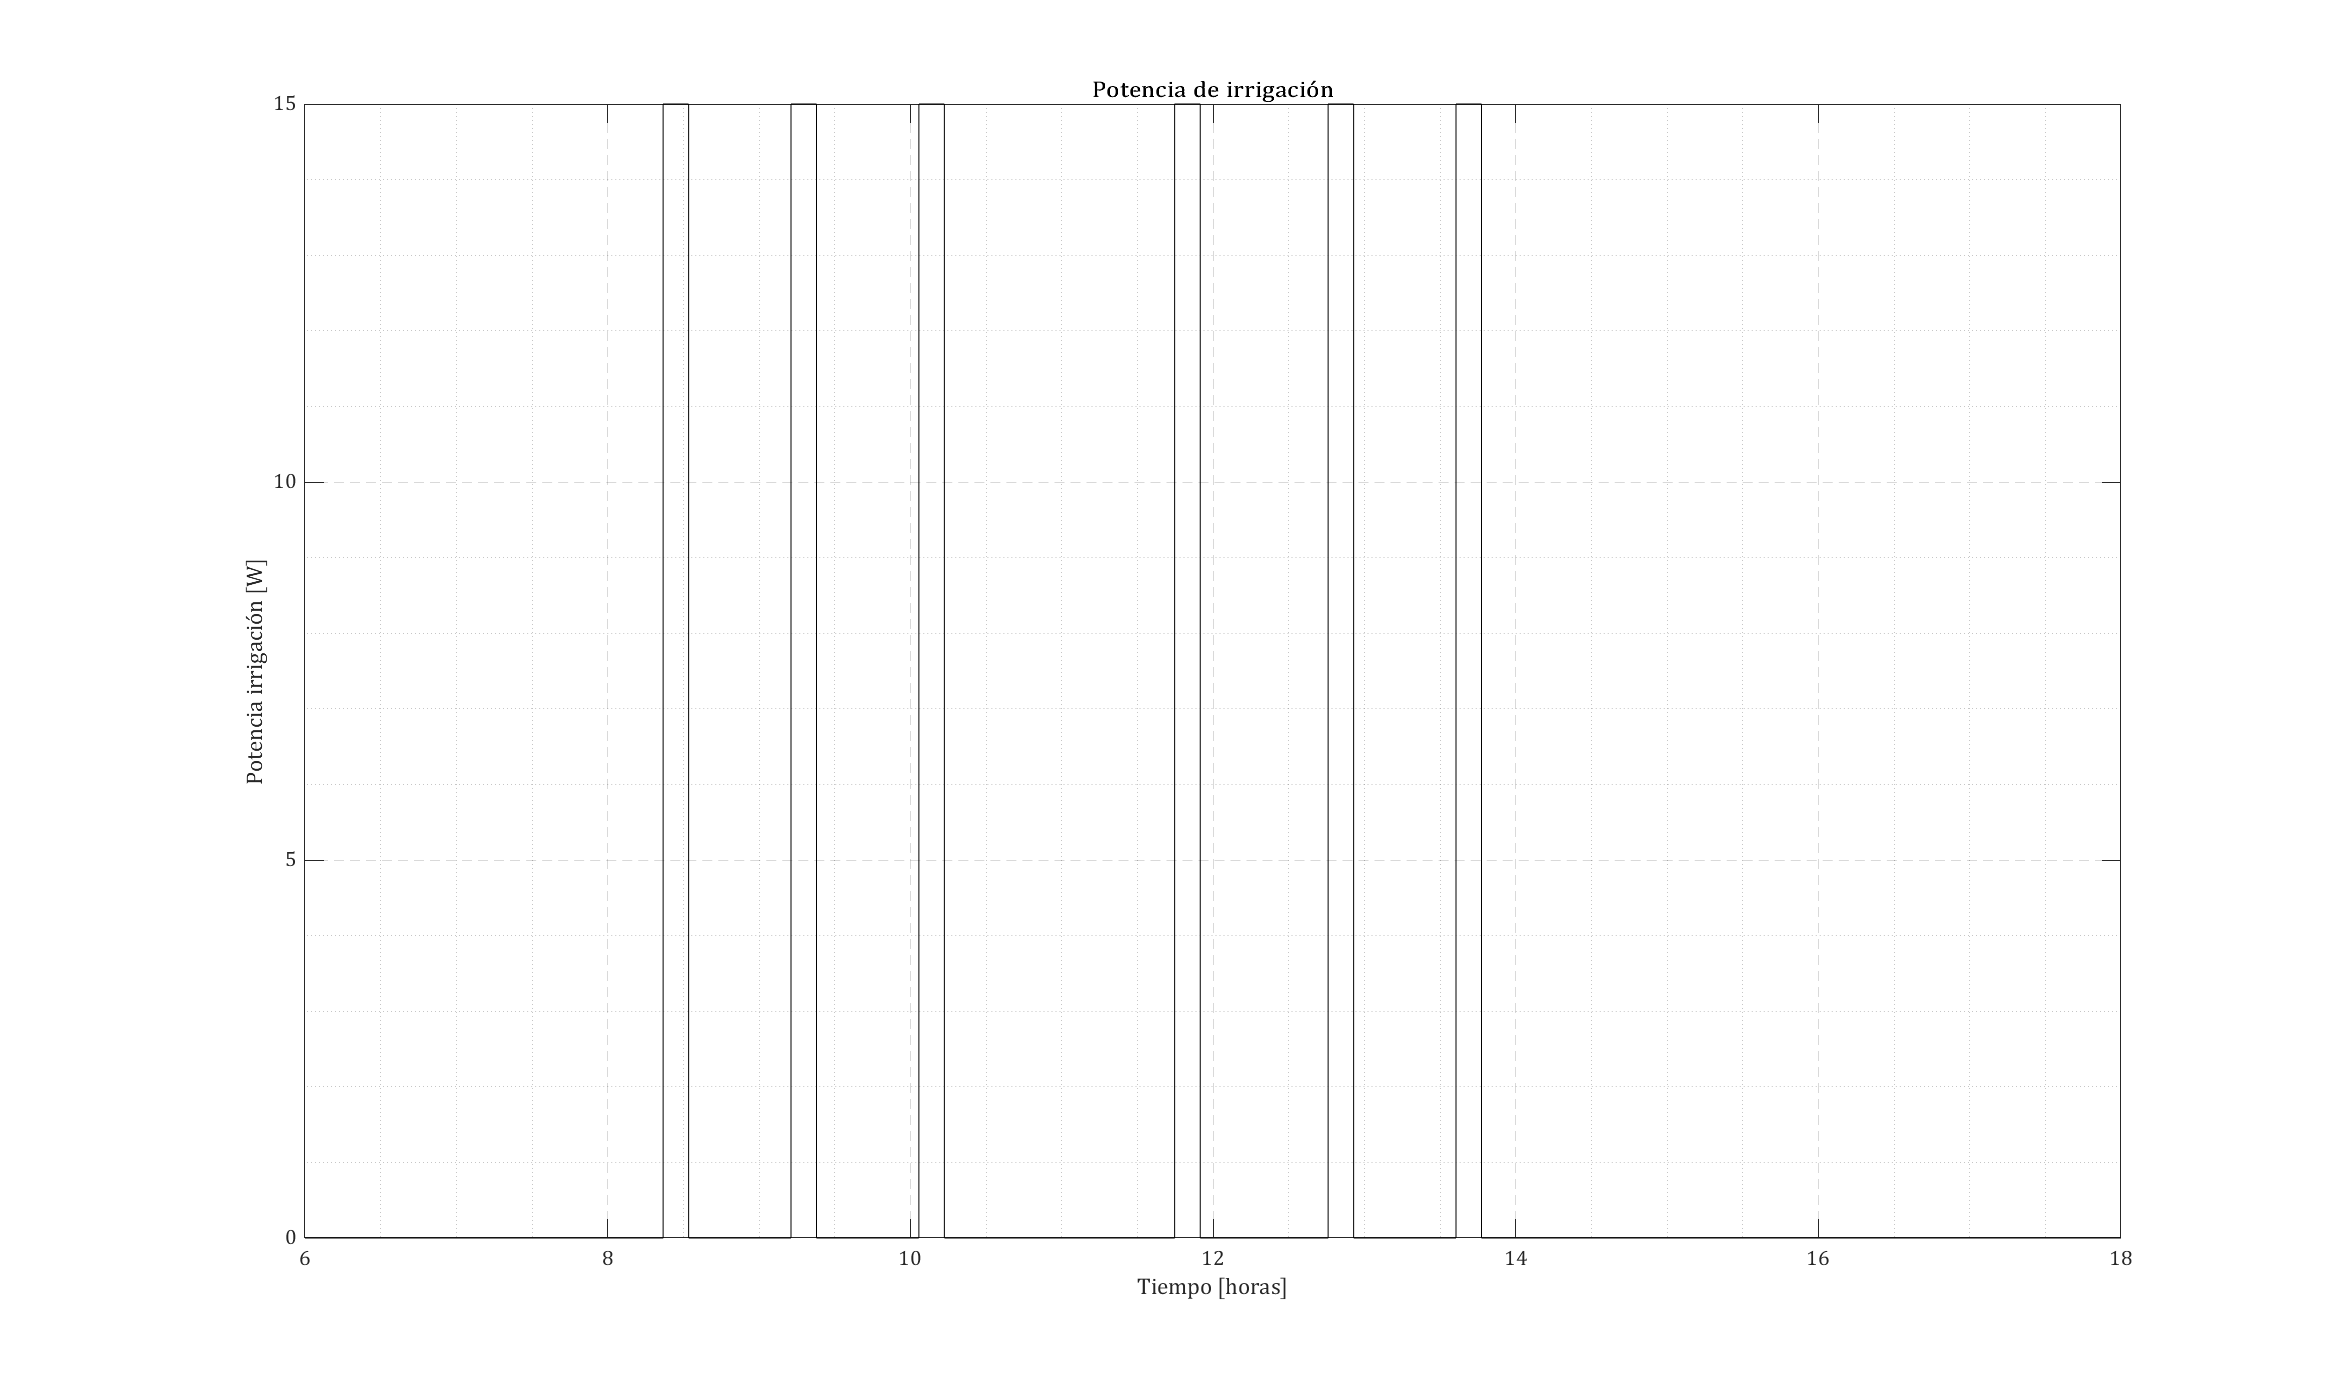 Potencia de irrigación
15
10
5
0
Potencia irrigación [W]
6 8 10 12 14 16 18
Tiempo [horas]